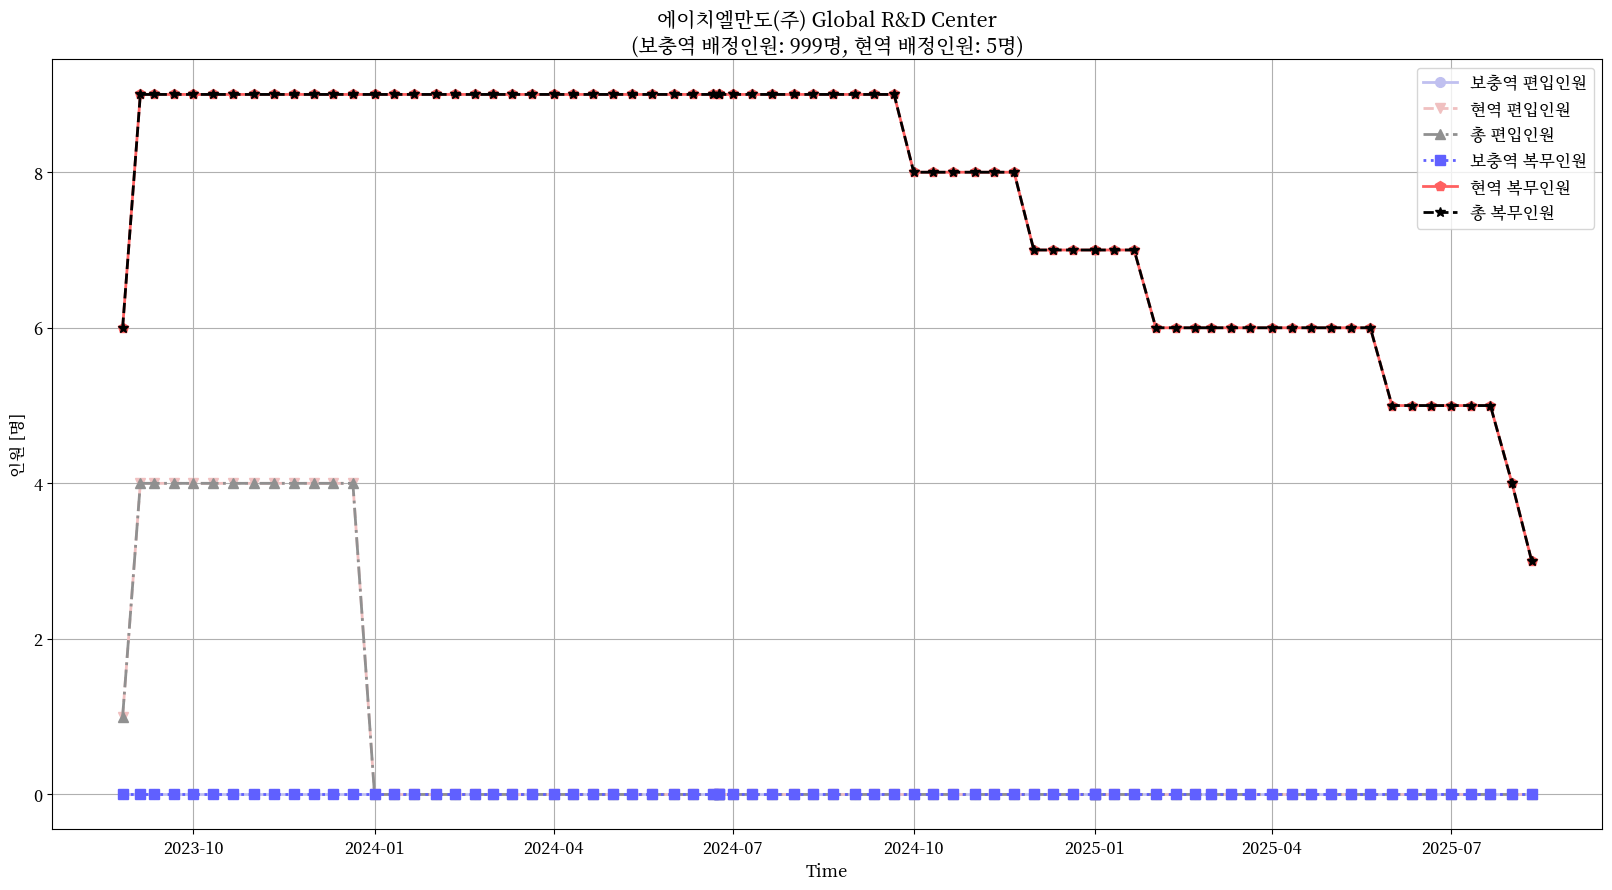 에이치엘만도(주) Global R&D Center
(보충역 배정인원: 999명, 현역 배정인원: 5명)
보충역 편입인원
현역 편입인원
총 편입인원
보충역 복무인원
현역 복무인원
총 복무인원
인원 [명]
8
6
4
2
0
2023-10
2024-01
2024-04
2024-07
2024-10
2025-01
2025-04
2025-07
Time